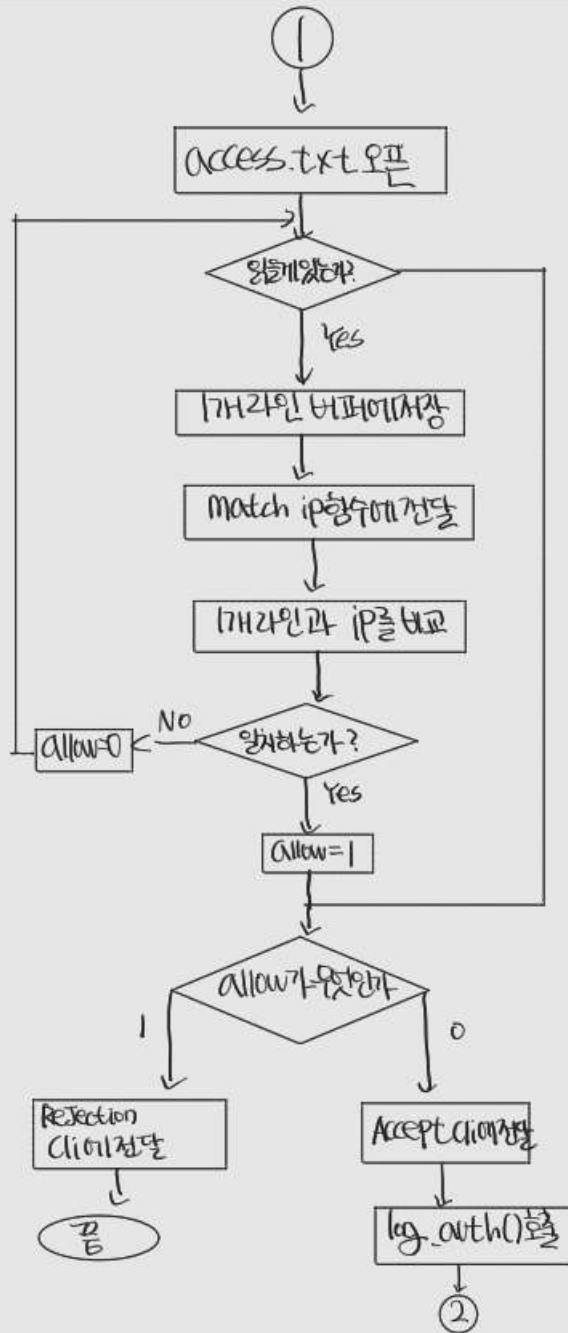 1
access.txt 오픈
읽을게있는가?
Yes
1개라인 버퍼에저장
match ip함수에전달
1개라인과 ip를비교
일치하는가?
No
allow=0
Yes
allow=1
allow가무엇인가
1
0
Rejection
cli에전달
Accept cli에전달
끝
log_auth()호출
2